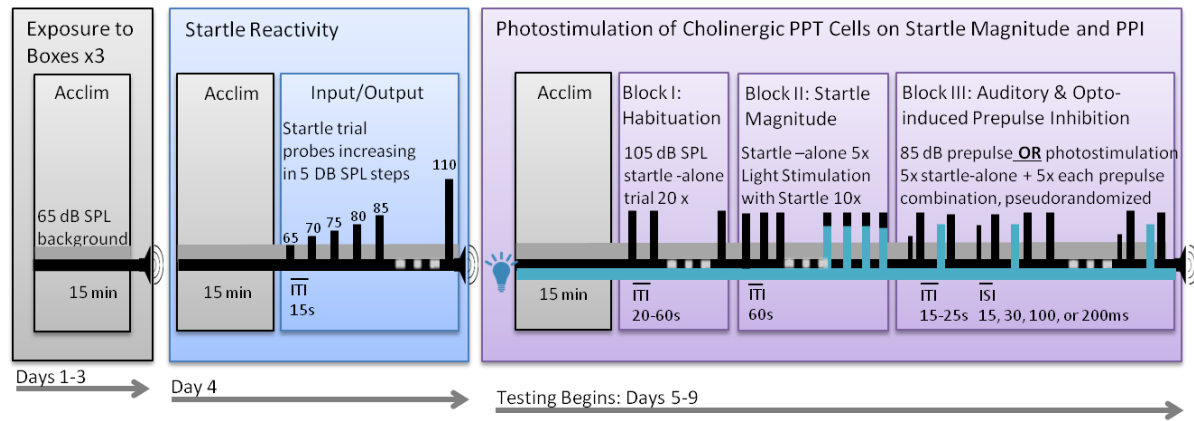 Exposure to
Boxes x3
Acclim
65 dB SPL
background
15 min
Days 1-3
Startle Reactivity
Acclim
15 min
Input/Output
Startle trial
probes increasing
in 5 DB SPL steps
65
70
75
80
85
110
ITI
15s
Day 4
Photostimulation of Cholinergic PPT Cells on Startle Magnitude and PPI
Acclim
15 min
Block I:
Habituation
105 dB SPL
startle -alone
trial 20 x
ITI
20-60s
Block II: Startle
Magnitude
Startle –alone 5x
Light Stimulation
with Startle 10x
ITI
60s
Block III: Auditory & Opto-
induced Prepulse Inhibition
85 dB prepulse OR photostimulation
5x startle-alone + 5x each prepulse
combination, pseudorandomized
ITI
15-25s
ISI
15, 30, 100, or 200ms
Testing Begins: Days 5-9